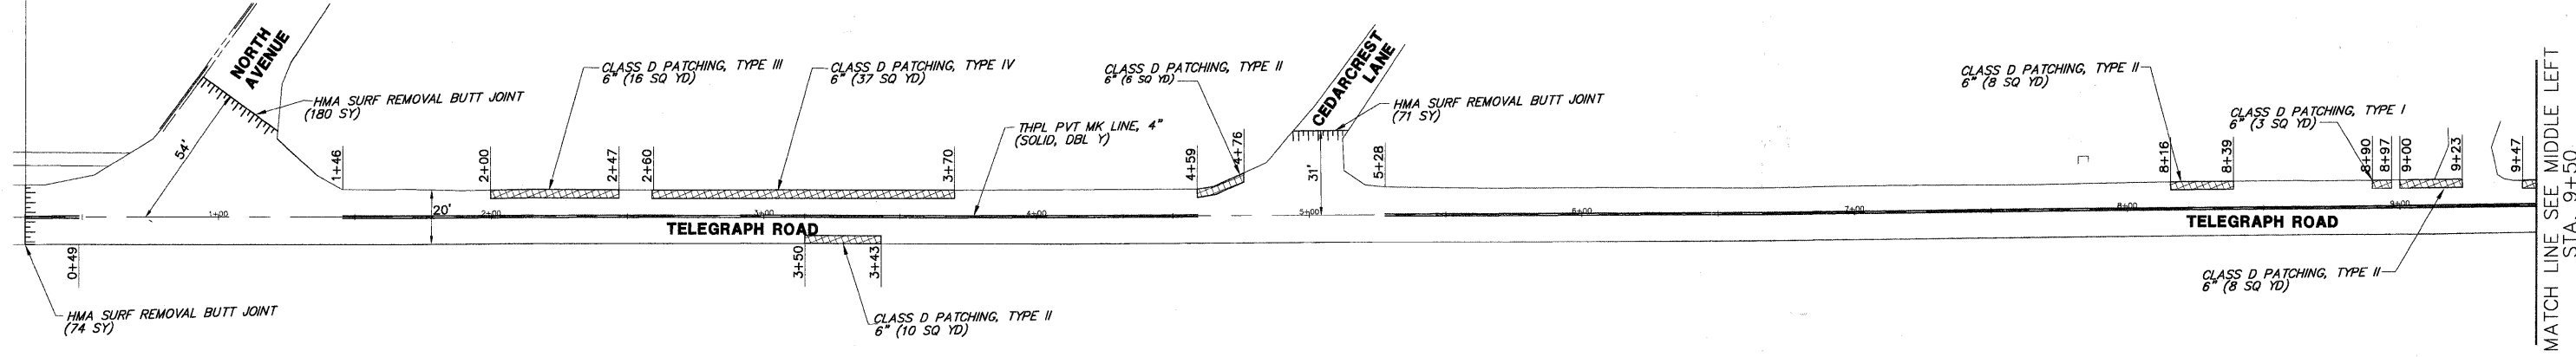 NORTH
AVENUE
HMA SURF REMOVAL BUTT JOINT
(180 SY)
54'
CLASS D PATCHING, TYPE III
6" (16 SQ YD)
CLASS D PATCHING, TYPE IV
6" (37 SQ YD)
THPL PVT MK LINE, 4"
(SOLID, DBL Y)
CLASS D PATCHING, TYPE II
6" (6 SQ YD)
CEDARCREST
LANE
HMA SURF REMOVAL BUTT JOINT
(71 SY)
31'
CLASS D PATCHING, TYPE II
6" (8 SQ YD)
CLASS D PATCHING, TYPE I
6" (3 SQ YD)
1+46
2+00
2+47
2+60
3+70
4+59
4+76
5+28
8+16
8+39
8+90
8+97
9+00
9+23
9+47
20'
1+00
2+00
3+00
4+00
5+00
6+00
7+00
8+00
9+00
TELEGRAPH ROAD
TELEGRAPH ROAD
0+49
3+50
3+43
HMA SURF REMOVAL BUTT JOINT
(74 SY)
CLASS D PATCHING, TYPE II
6" (10 SQ YD)
CLASS D PATCHING, TYPE II
6" (8 SQ YD)
MATCH LINE SEE MIDDLE LEFT
STA. 9+50